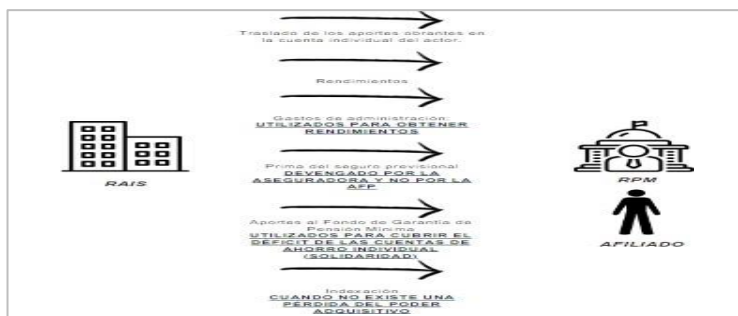 Traslado de los aportes obrantes en
la cuenta individual del actor.
Rendimientos
Gastos de administración:
UTILIZADOS PARA OBTENER
RENDIMIENTOS
Prima del seguro previsional
DEVENGADO POR LA
ASEGURADORA Y NO POR LA
AFP
Aportes al Fondo de Garantía de
Pensión Mínima
UTILIZADOS PARA CUBRIR EL
DÉFICIT DE LAS CUENTAS DE
AHORRO INDIVIDUAL
(SOLIDARIDAD)
Indexación
CUANDO NO EXISTE UNA
PÉRDIDA DEL PODER
ADQUISITIVO
RAIS
RPM
AFILIADO